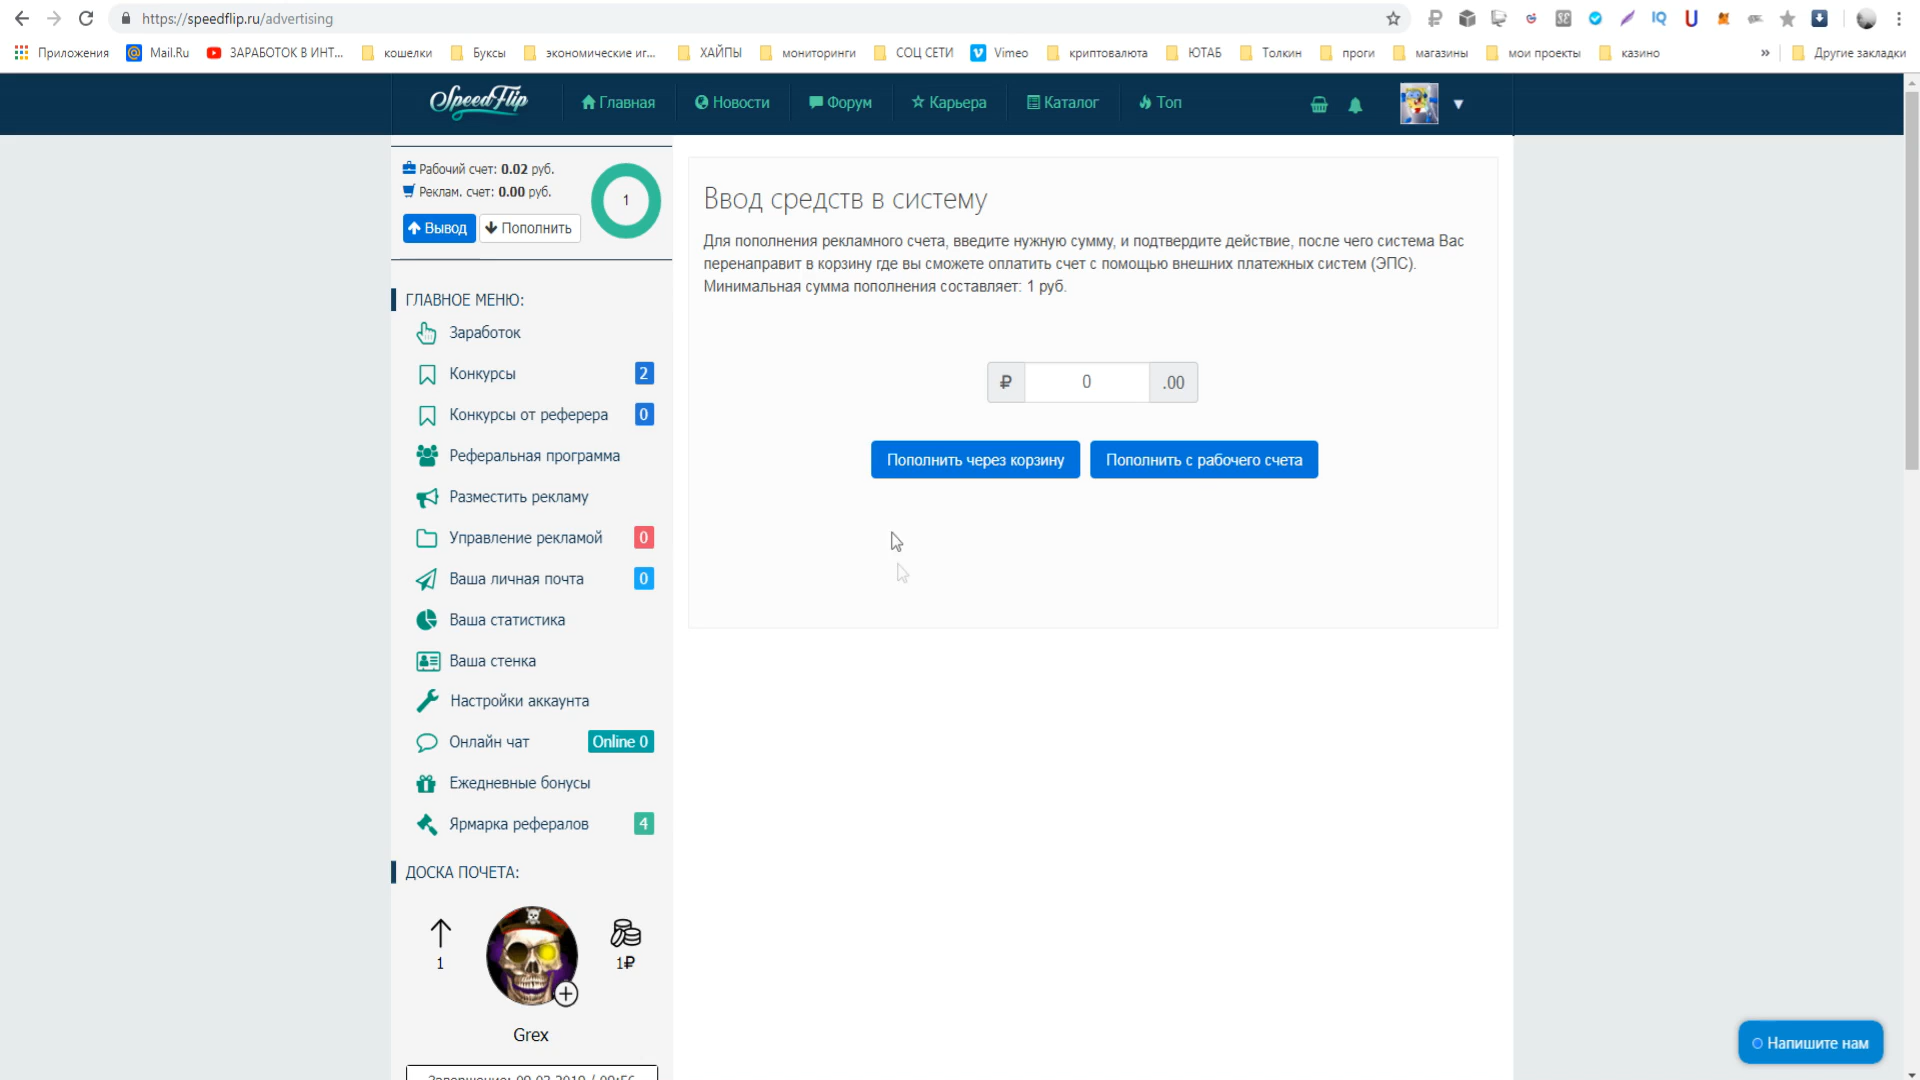 https://speedflip.ru/advertising
Приложения
Mail.Ru
ЗАРАБОТОК В ИНТ...
кошелки
Буксы
экономические иг...
ХАЙПЫ
мониторинги
СОЦ СЕТИ
Vimeo
криптовалюта
ЮТАБ
Толкин
проги
магазины
мои проекты
казино
»
Другие закладки
SpeedFlip
Главная
Новости
Форум
Карьера
Каталог
Топ
Рабочий счет: 0.02 руб.
Реклам. счет: 0.00 руб.
1
Вывод
Пополнить
ГЛАВНОЕ МЕНЮ:
Заработок
Конкурсы 2
Конкурсы от реферера 0
Реферальная программа
Разместить рекламу
Управление рекламой 0
Ваша личная почта 0
Ваша статистика
Ваша стенка
Настройки аккаунта
Онлайн чат Online 0
Ежедневные бонусы
Ярмарка рефералов 4
ДОСКА ПОЧЕТА:
1
1₽
Grex
Завершение: 09.03.2019 / 09:56
Ввод средств в систему
Для пополнения рекламного счета, введите нужную сумму, и подтвердите действие, после чего система Вас
перенаправит в корзину где вы сможете оплатить счет с помощью внешних платежных систем (ЭПС).
Минимальная сумма пополнения составляет: 1 руб.
₽ 0 .00
Пополнить через корзину
Пополнить с рабочего счета
Напишите нам